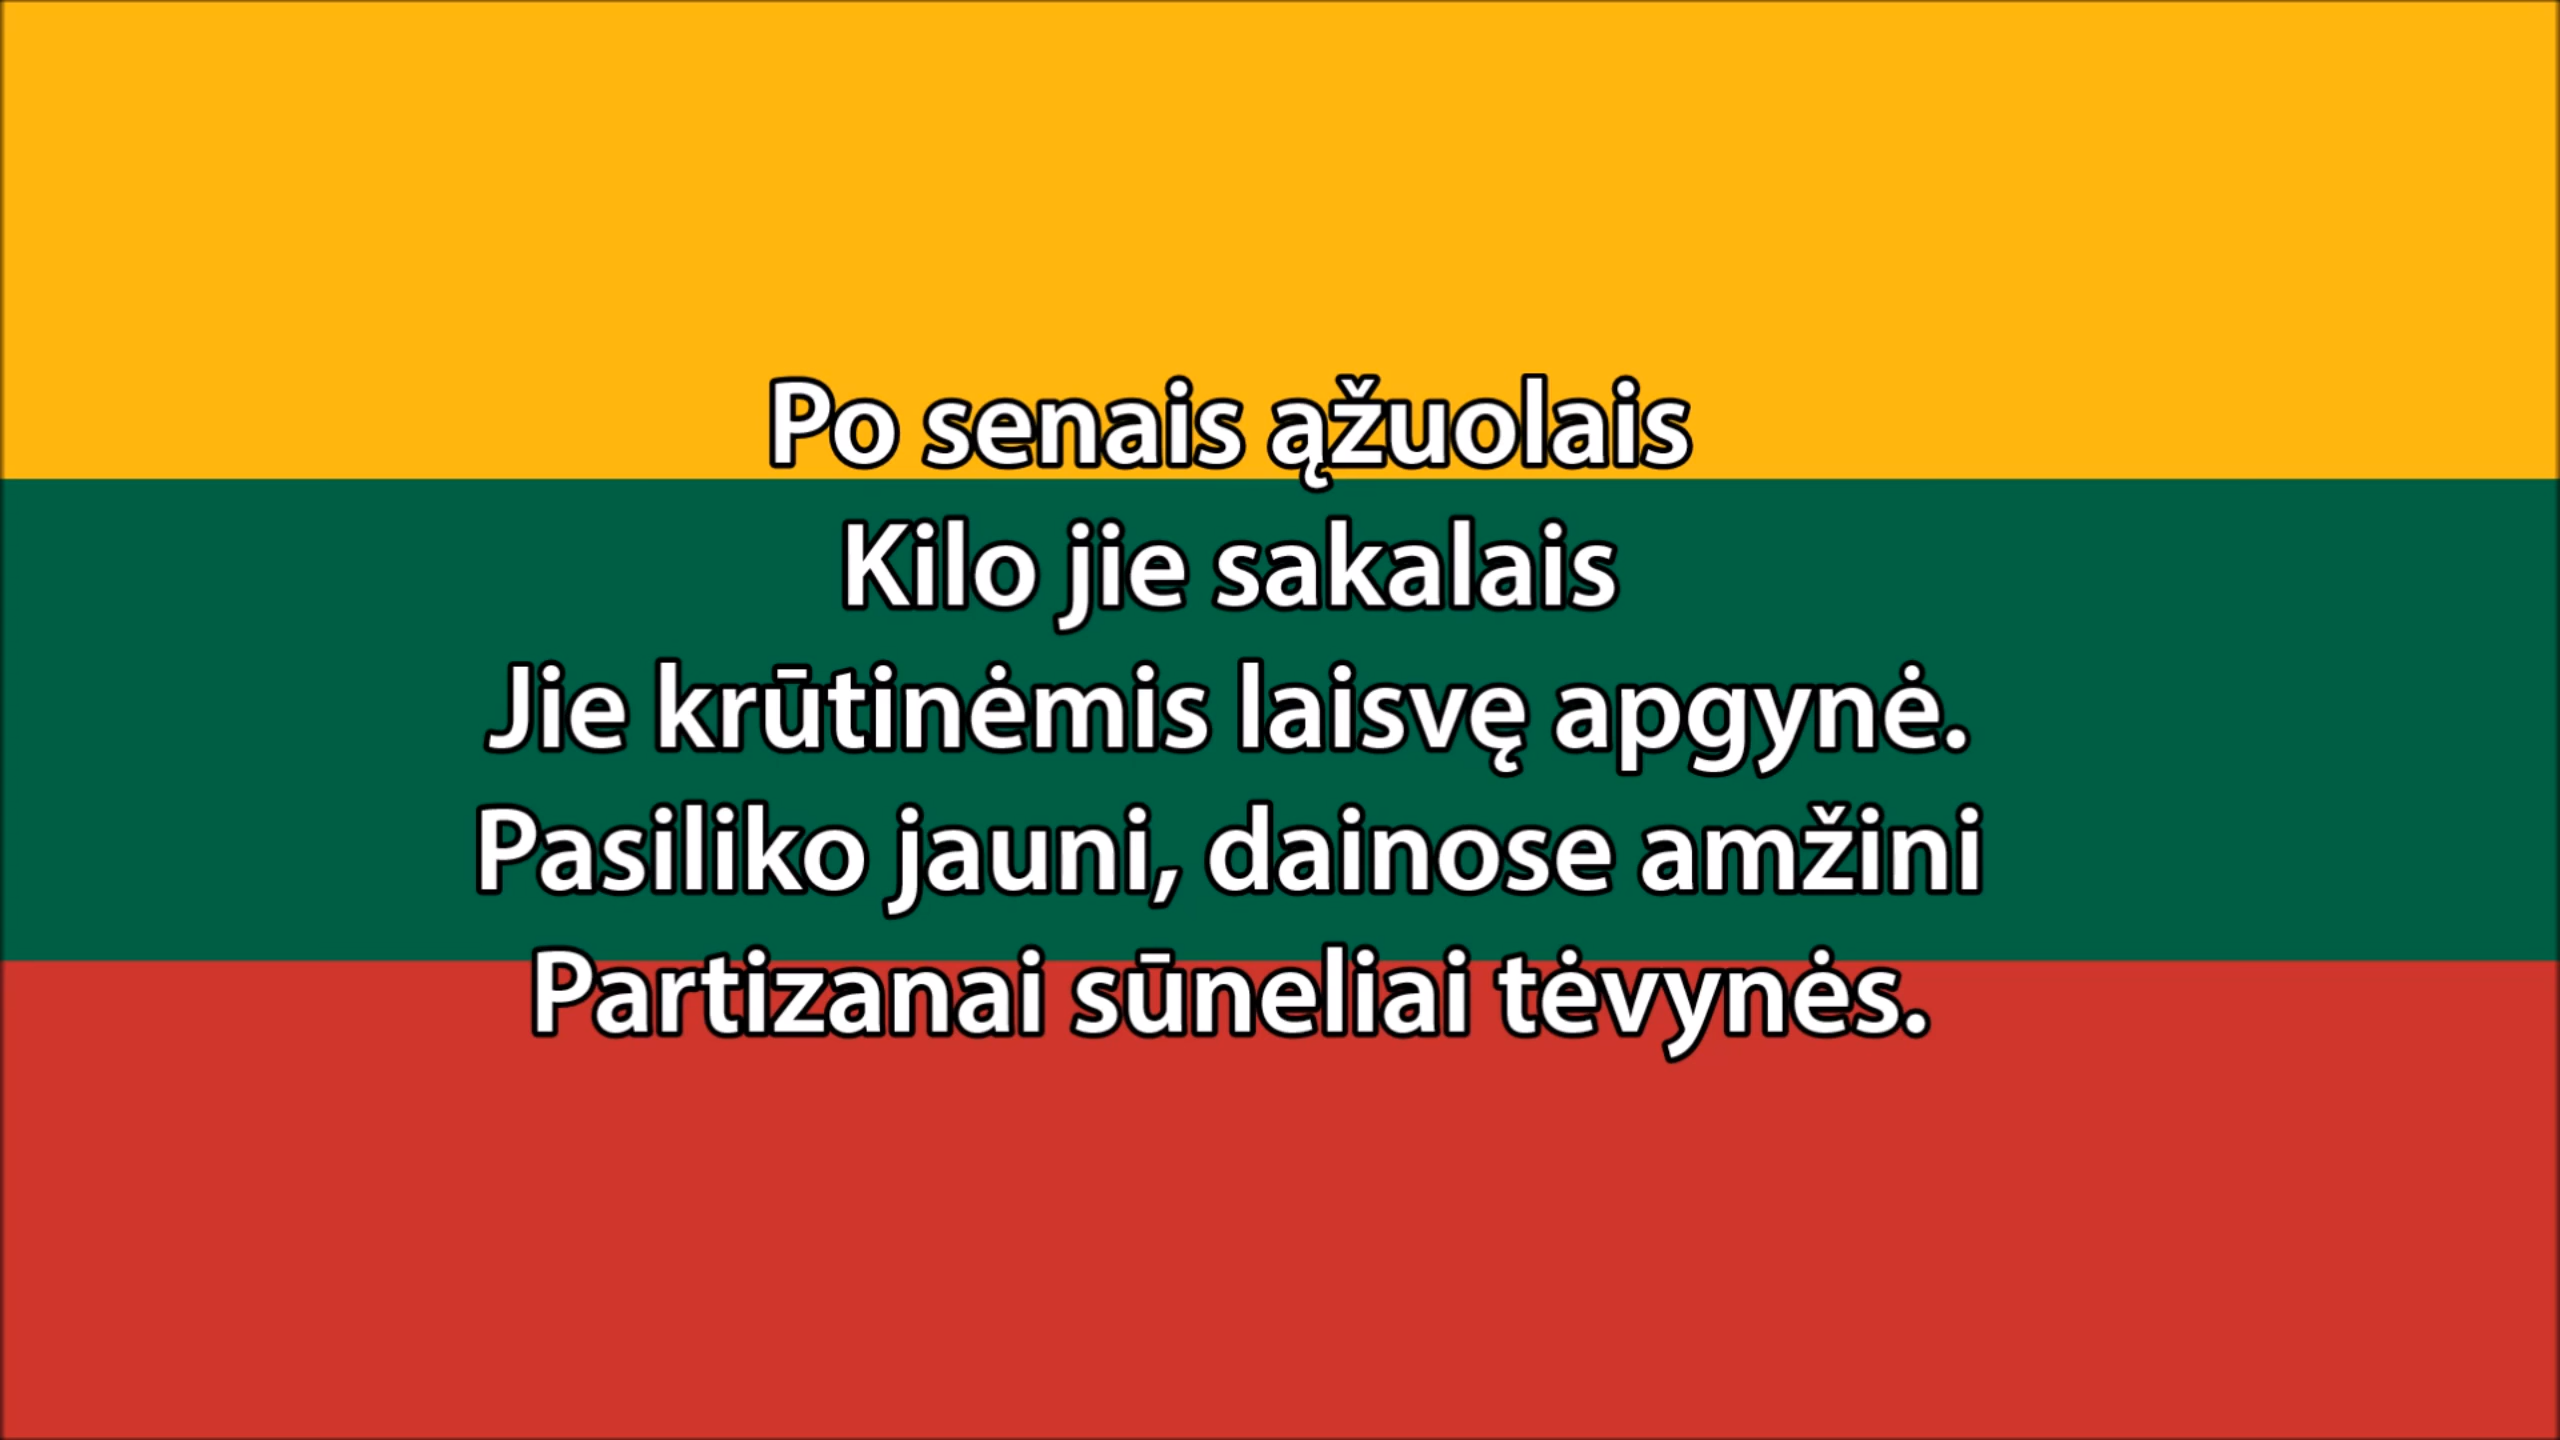 Po senais ąžuolais
Kilo jie sakalais
Jie krūtinėmis laisvę apgynė.
Pasiliko jauni, dainose amžini
Partizanai sūneliai tėvynės.